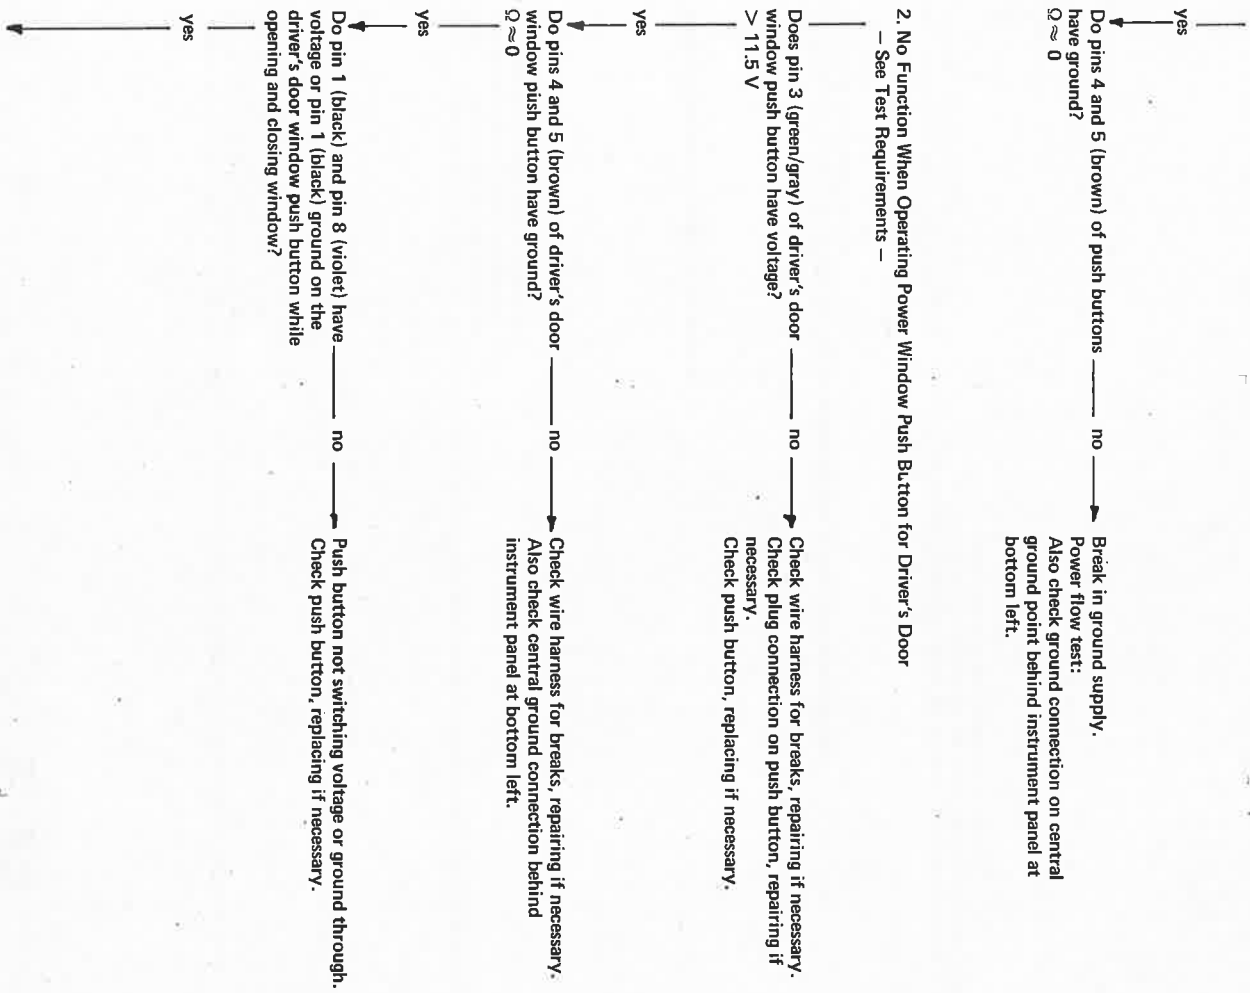 yes
Do pins 4 and 5 (brown) of push buttons
have ground?
Ω ≈ 0
no
Break in ground supply.
Power flow test:
Also check ground connection on central
ground point behind instrument panel at
bottom left.
2. No Function When Operating Power Window Push Button for Driver's Door
— See Test Requirements —
Does pin 3 (green/gray) of driver's door
window push button have voltage?
> 11.5 V
no
Check wire harness for breaks, repairing if necessary.
Check plug connection on push button, repairing if
necessary.
Check push button, replacing if necessary.
yes
Do pins 4 and 5 (brown) of driver's door
window push button have ground?
Ω ≈ 0
no
Check wire harness for breaks, repairing if necessary.
Also check central ground connection behind
instrument panel at bottom left.
yes
Do pin 1 (black) and pin 8 (violet) have
voltage or pin 1 (black) ground on the
driver's door window push button while
opening and closing window?
no
Push button not switching voltage or ground through.
Check push button, replacing if necessary.
yes